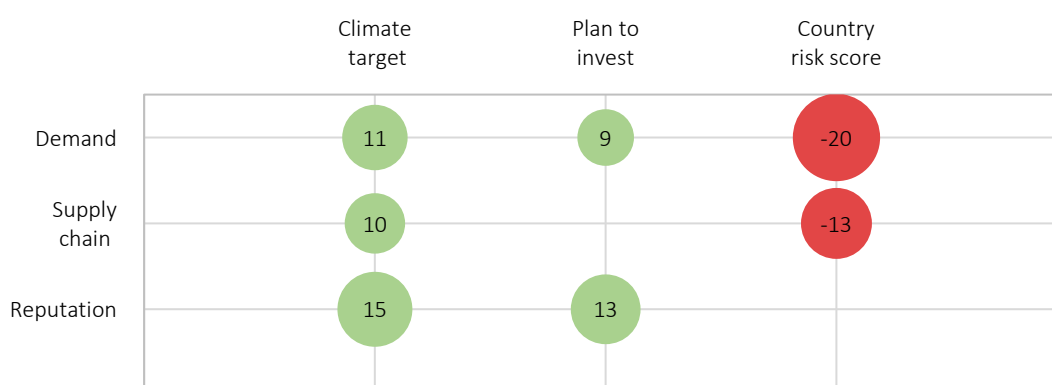 Climate target
Plan to invest
Country risk score
Demand
11
9
-20
Supply chain
10
-13
Reputation
15
13